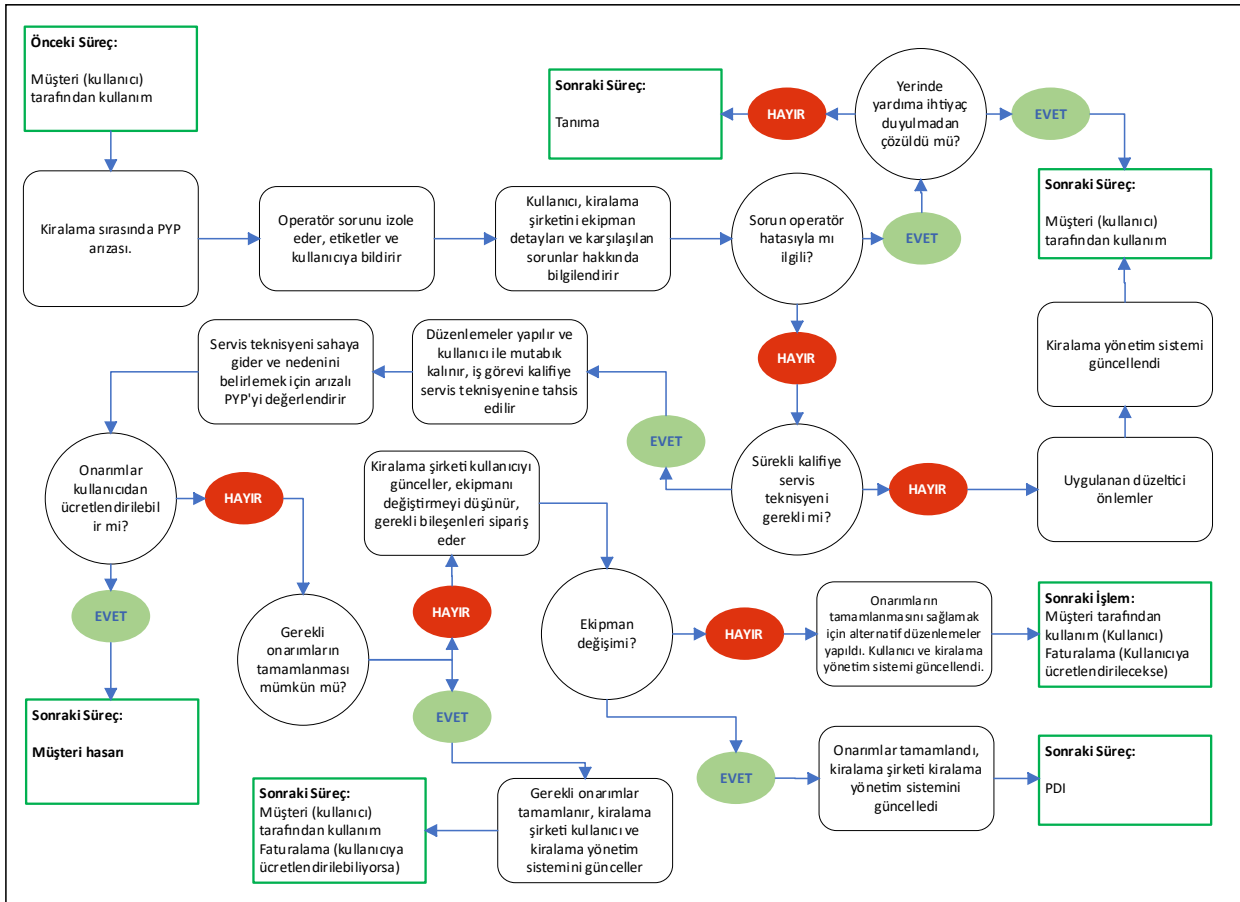 Önceki Süreç:
Müşteri (kullanıcı)
tarafından kullanım
Sonraki Süreç:
Tanıma
HAYIR
Yerinde
yardıma ihtiyaç
duyulmadan
çözüldü mü?
EVET
Sonraki Süreç:
Müşteri (kullanıcı)
tarafından kullanım
Kiralama sırasında PYP
arızası.
Operatör sorunu izole
eder, etiketler ve
kullanıcıya bildirir
Kullanıcı, kiralama
şirketini ekipman
detayları ve karşılaşılan
sorunlar hakkında
bilgilendirir
Sorun operatör
hatasıyla mı
ilgili?
EVET
HAYIR
Kiralama yönetim sistemi
güncellendi
Servis teknisyeni sahaya
gider ve nedenini
belirlemek için arızalı
PYP'yi değerlendirir
Düzenlemeler yapılır ve
kullanıcı ile mutabık
kalınır, iş görevi kalifiye
servis teknisyenine tahsis
edilir
EVET
Sürekli kalifiye
servis
teknisyeni
gerekli mi?
HAYIR
Uygulanan düzeltici
önlemler
Onarımlar
kullanıcıdan
ücretlendirilebil
ir mi?
HAYIR
Kiralama şirketi kullanıcıyı
günceller, ekipmanı
değiştirmeyi düşünür,
gerekli bileşenleri sipariş
eder
EVET
HAYIR
Gerekli
onarımların
tamamlanması
mümkün mü?
EVET
Ekipman
değişimi?
HAYIR
Onarımların
tamamlanmasını sağlamak
için alternatif düzenlemeler
yapıldı. Kullanıcı ve kiralama
yönetim sistemi güncellendi.
Sonraki İşlem:
Müşteri tarafından
kullanım (Kullanıcı)
Faturalama (Kullanıcıya
ücretlendirilecekse)
Sonraki Süreç:
Müşteri hasarı
Sonraki Süreç:
Müşteri (kullanıcı)
tarafından kullanım
Faturalama (kullanıcıya
ücretlendirilebiliyorsa)
Gerekli onarımlar
tamamlanır, kiralama
şirketi kullanıcı ve
kiralama yönetim
sistemini günceller
EVET
Onarımlar tamamlandı,
kiralama şirketi kiralama
yönetim sistemini
güncelledi
Sonraki Süreç:
PDI